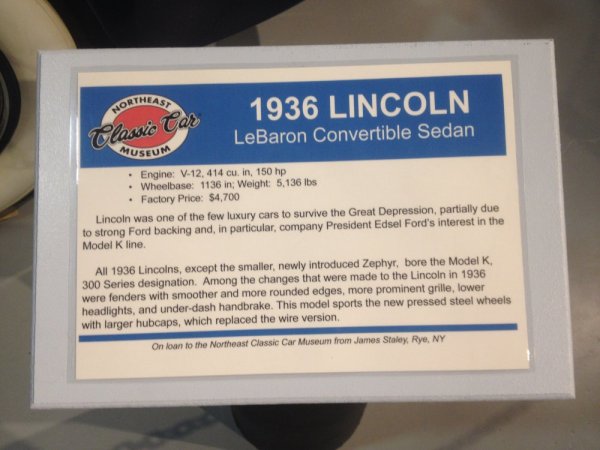 NORTHEAST
Classic Car
MUSEUM
1936 LINCOLN
LeBaron Convertible Sedan
• Engine: V-12, 414 cu. in, 150 hp
• Wheelbase: 1136 in; Weight: 5,136 lbs
• Factory Price: $4,700
Lincoln was one of the few luxury cars to survive the Great Depression, partially due
to strong Ford backing and, in particular, company President Edsel Ford's interest in the
Model K line.
All 1936 Lincolns, except the smaller, newly introduced Zephyr, bore the Model K,
300 Series designation. Among the changes that were made to the Lincoln in 1936
were fenders with smoother and more rounded edges, more prominent grille, lower
headlights, and under-dash handbrake. This model sports the new pressed steel wheels
with larger hubcaps, which replaced the wire version.
On loan to the Northeast Classic Car Museum from James Staley, Rye, NY